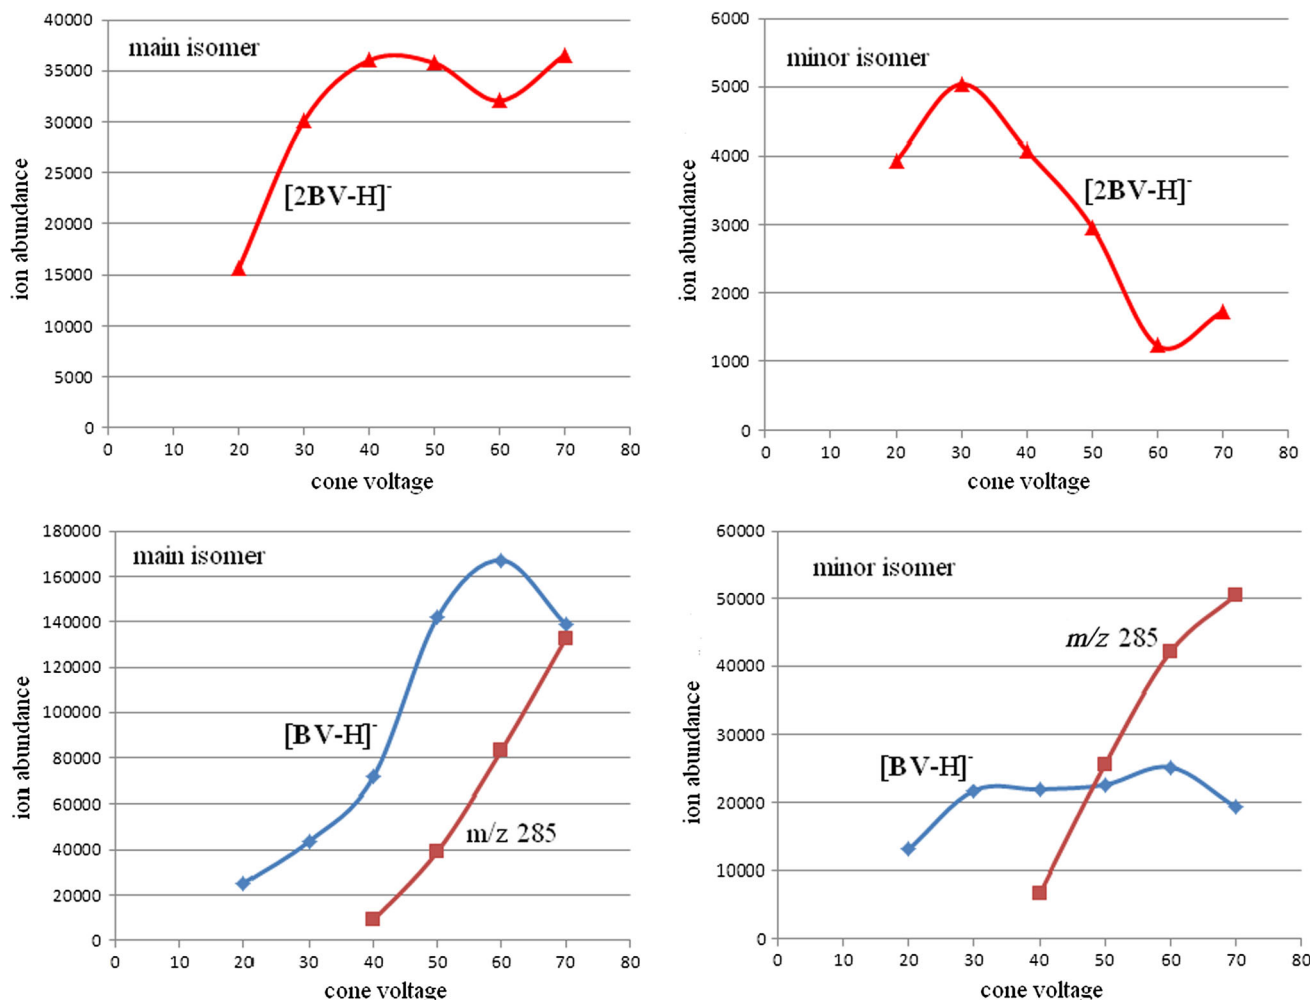 40000
35000
30000
25000
20000
15000
10000
5000
0
0 10 20 30 40 50 60 70 80
ion abundance
cone voltage
main isomer
[2BV-H]⁻
6000
5000
4000
3000
2000
1000
0
0 10 20 30 40 50 60 70 80
ion abundance
cone voltage
minor isomer
[2BV-H]⁻
180000
160000
140000
120000
100000
80000
60000
40000
20000
0
0 10 20 30 40 50 60 70 80
ion abundance
cone voltage
main isomer
[BV-H]⁻
m/z 285
60000
50000
40000
30000
20000
10000
0
0 10 20 30 40 50 60 70 80
ion abundance
cone voltage
minor isomer
m/z 285
[BV-H]⁻